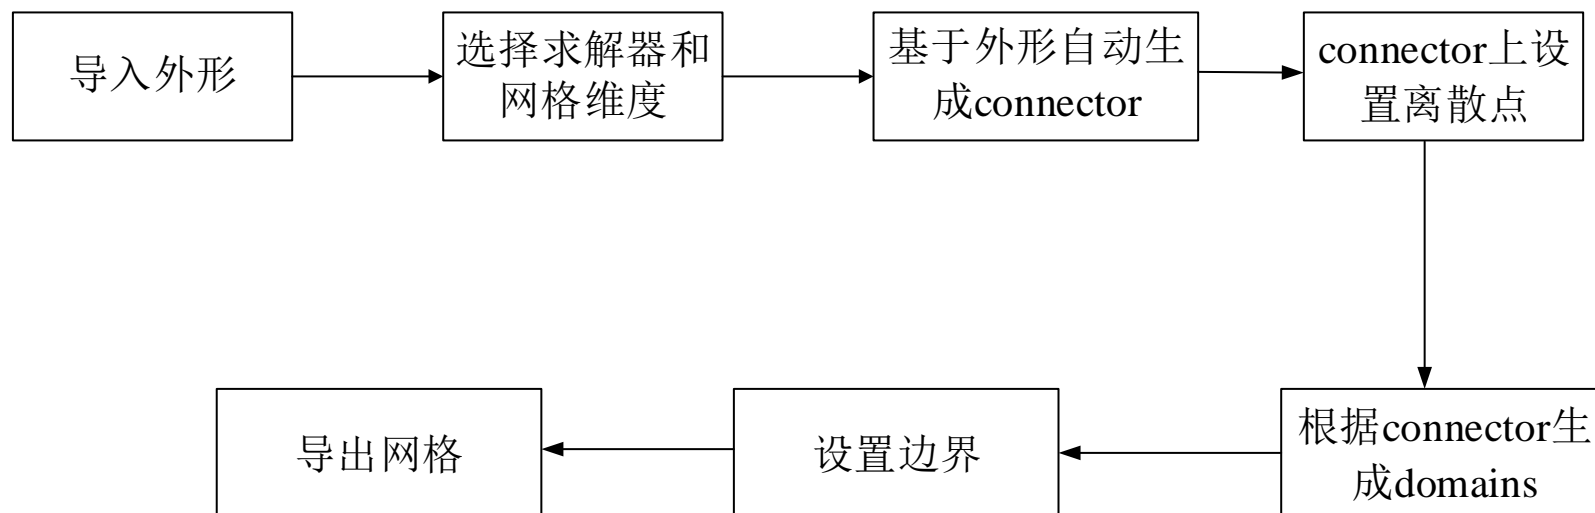 导入外形
选择求解器和
网格维度
基于外形自动生
成connector
connector上设
置离散点
根据connector生
成domains
设置边界
导出网格